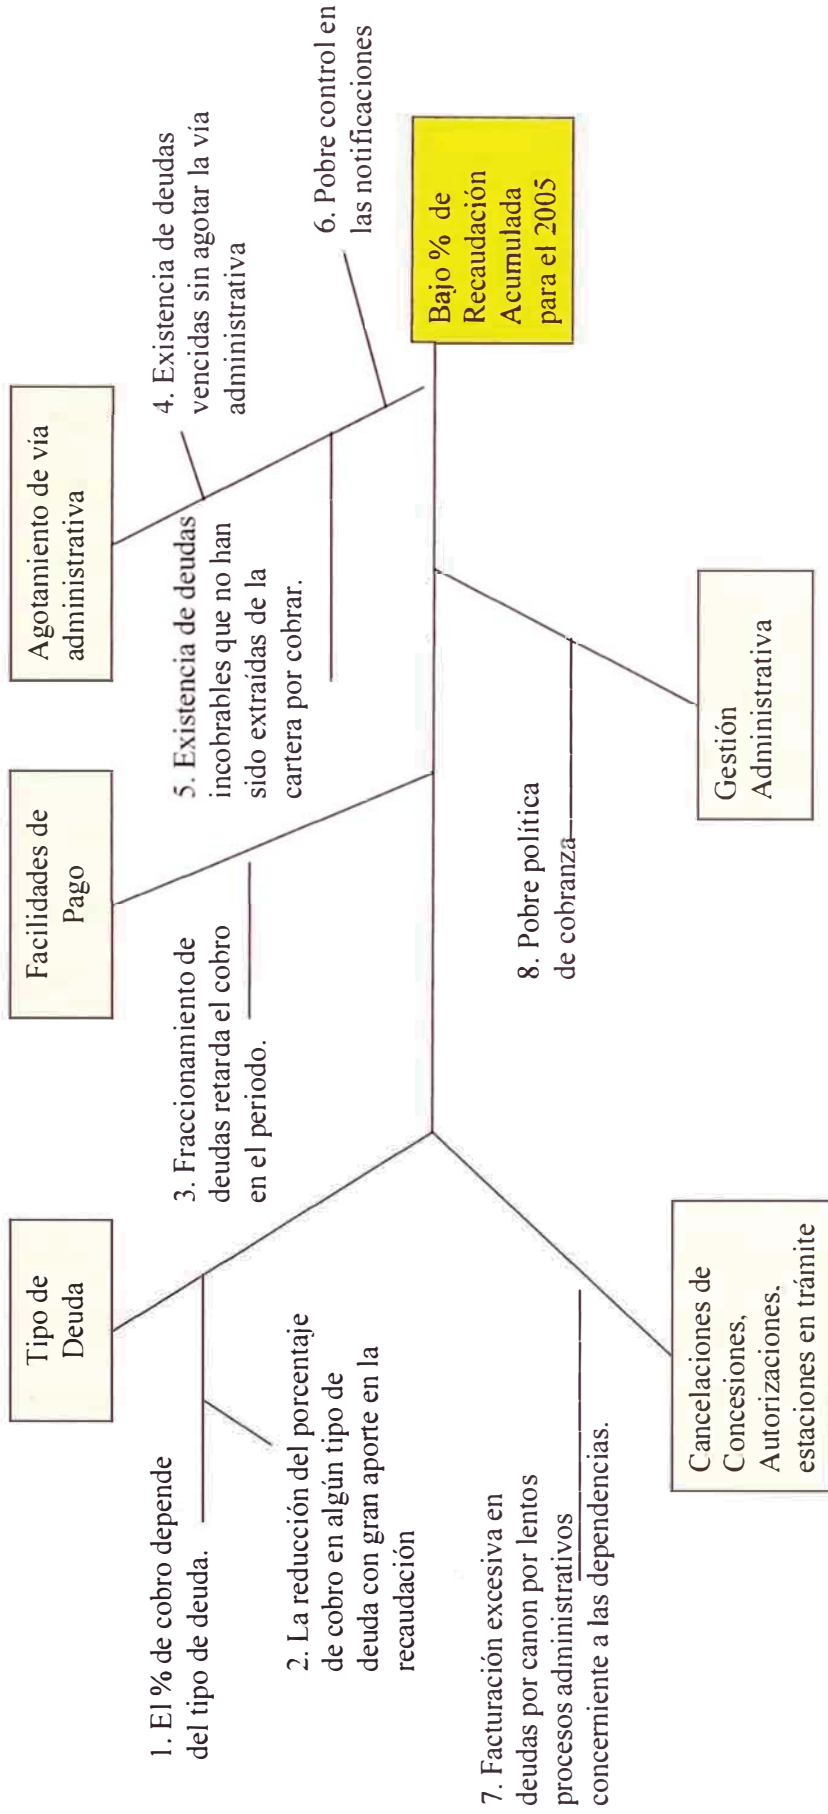 Tipo de
Deuda
Facilidades de
Pago
Agotamiento de vía
administrativa
1. El % de cobro depende
del tipo de deuda.
2. La reducción del porcentaje
de cobro en algún tipo de
deuda con gran aporte en la
recaudación
3. Fraccionamiento de
deudas retarda el cobro
en el periodo.
4. Existencia de deudas
vencidas sin agotar la vía
administrativa
5. Existencia de deudas
incobrables que no han
sido extraídas de la
cartera por cobrar.
6. Pobre control en
las notificaciones
Bajo % de
Recaudación
Acumulada
para el 2005
7. Facturación excesiva en
deudas por canon por lentos
procesos administrativos
concerniente a las dependencias.
8. Pobre política
de cobranza
Cancelaciones de
Concesiones,
Autorizaciones,
estaciones en trámite
Gestión
Administrativa